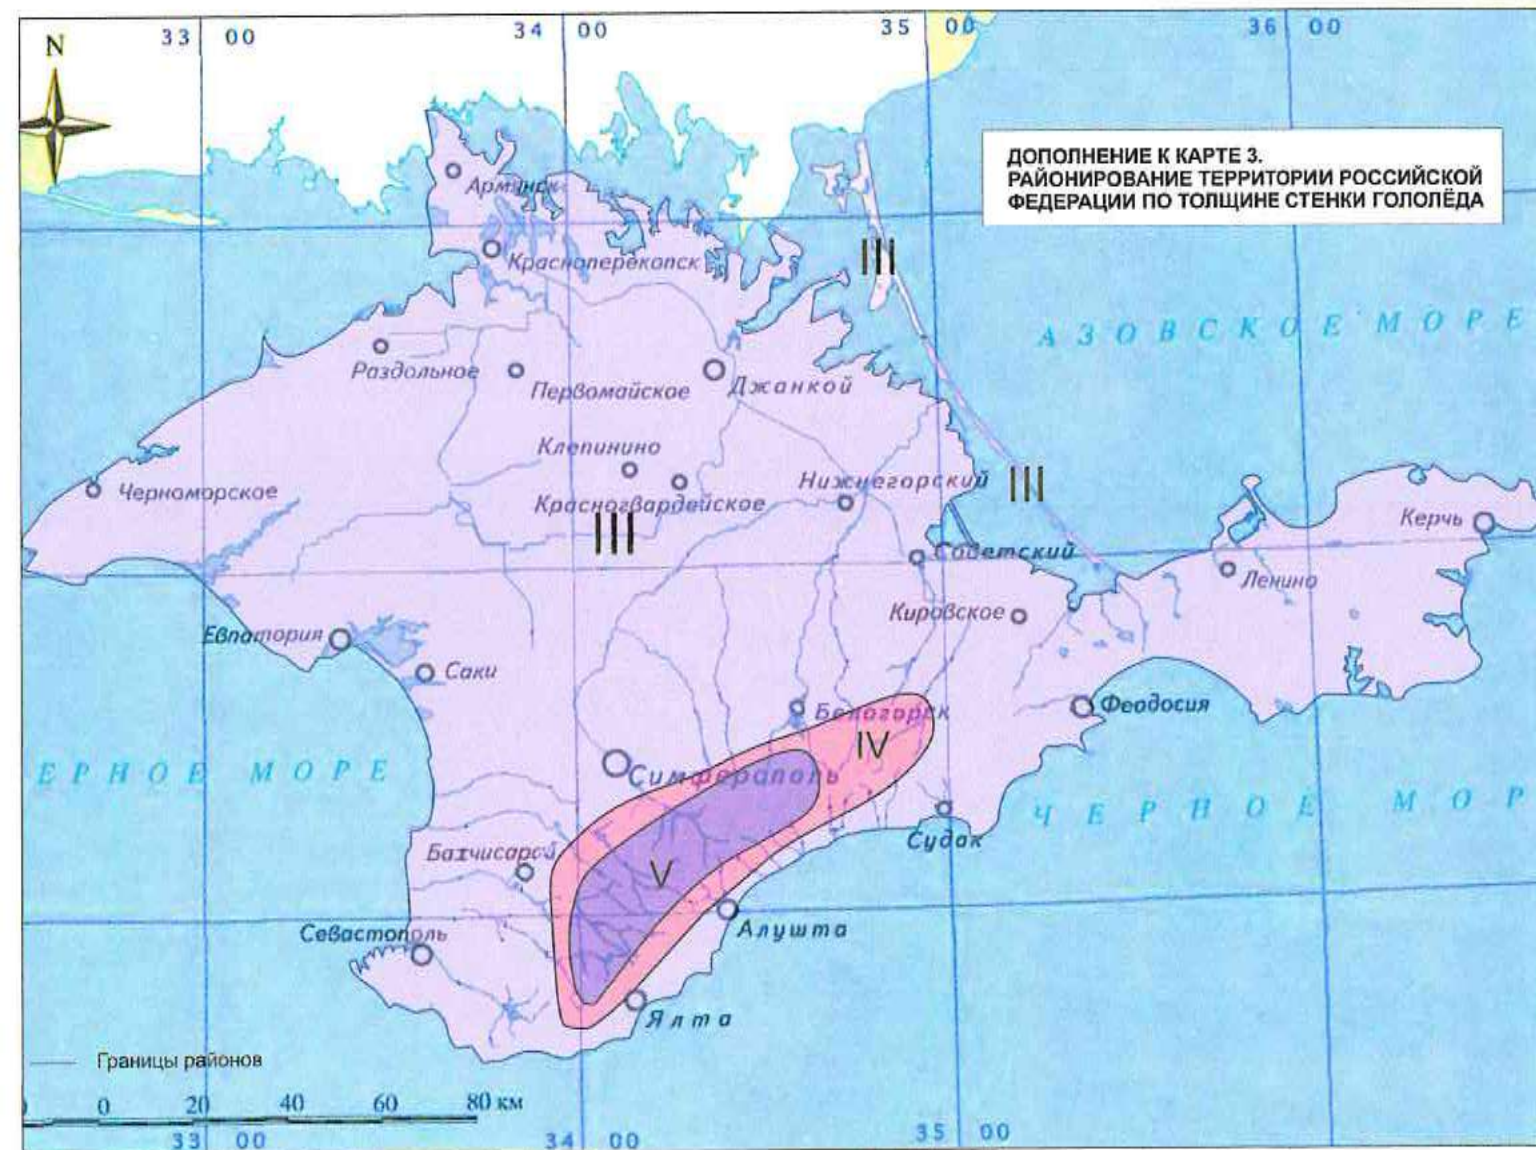 33 00
34 00
35 00
36 00
N
ДОПОЛНЕНИЕ К КАРТЕ 3.
РАЙОНИРОВАНИЕ ТЕРРИТОРИИ РОССИЙСКОЙ
ФЕДЕРАЦИИ ПО ТОЛЩИНЕ СТЕНКИ ГОЛОЛЁДА
Армянск
Красноперекопск
III
АЗОВСКОЕ МОРЕ
Раздольное
Первомайское
Джанкой
Клепинино
Черноморское
Красногвардейское
Нижнегорский
III
III
Керчь
Советский
Ленино
Кировское
Евпатория
Саки
Белогорск
Феодосия
IV
ЕРНОЕ МОРЕ
Симферополь
ЧЕРНОЕ МОР
Судак
Бахчисарай
V
Севастополь
Алушта
Ялта
Границы районов
0 20 40 60 80 км
33 00
34 00
35 00